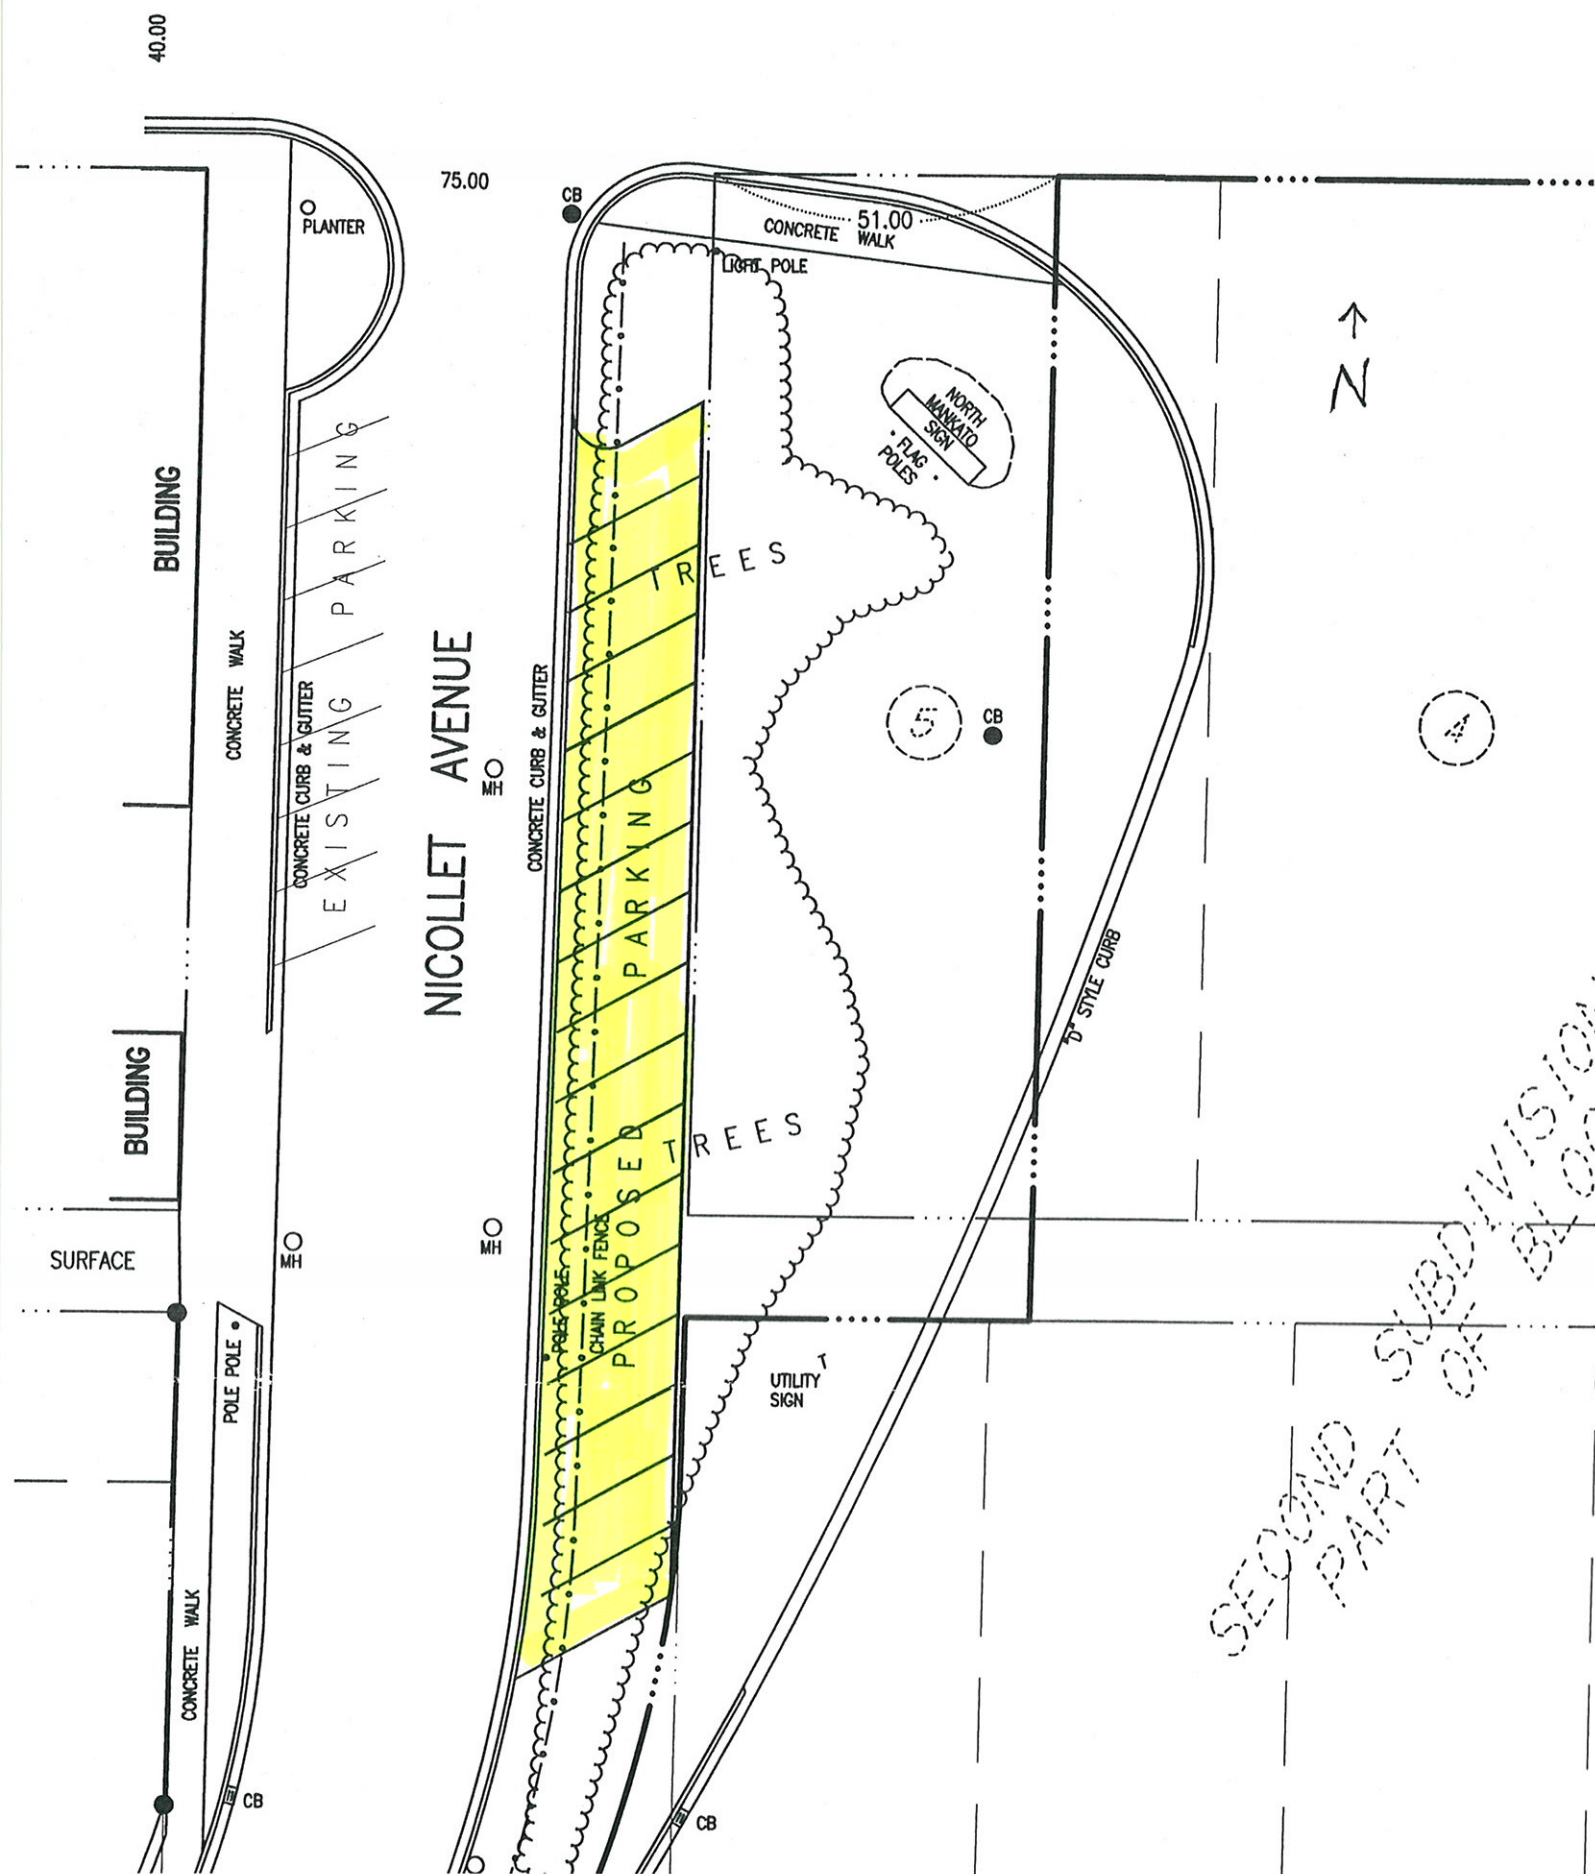 40.00
75.00
CB
PLANTER
51.00
CONCRETE WALK
LIGHT POLE
N
NORTH
MANKATO
SIGN
FLAG
POLES
BUILDING
CONCRETE WALK
CONCRETE CURB & GUTTER
EXISTING PARKING
NICOLLET AVENUE
MH
CONCRETE CURB & GUTTER
TREES
PROPOSED PARKING
5
CB
4
"D" STYLE CURB
BUILDING
TREES
SURFACE
MH
MH
POLE POLE
POLE POLE
CHAIN LINK FENCE
UTILITY
SIGN
SECOND SUBDIVISION
PART OF
CONCRETE WALK
CB
CB